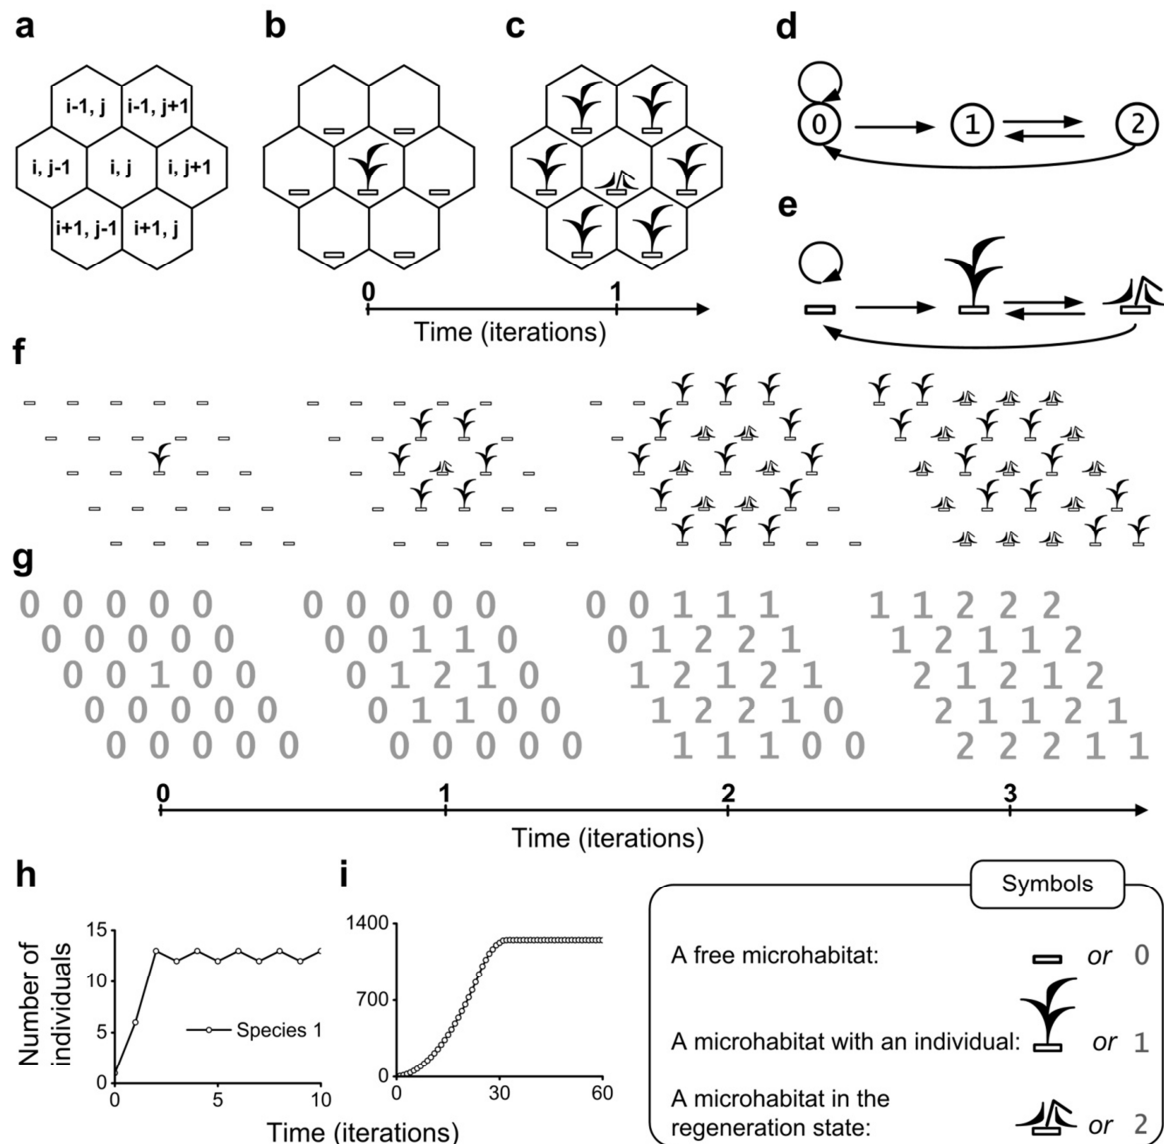 a
b
c
d
i-1, j i-1, j+1
i, j-1 i, j i, j+1
i+1, j-1 i+1, j
0 1
Time (iterations)
0 1 2
e
f
g
0 0 0 0 0 0 0 0 0 0 0 0 1 1 1 1 1 2 2 2
0 0 0 0 0 0 0 1 1 0 0 1 2 2 1 1 2 1 1 2
0 0 1 0 0 0 1 2 1 0 1 2 1 2 1 2 1 2 1 2
0 0 0 0 0 0 1 1 0 0 1 2 2 1 0 2 1 1 2 1
0 0 0 0 0 0 0 0 0 0 1 1 1 0 0 2 2 2 1 1
0 1 2 3
Time (iterations)
h
Number of
individuals
15
10
5
0
0 5 10
Species 1
i
1400
700
0
0 30 60
Time (iterations)
Symbols
A free microhabitat: or 0
A microhabitat with an individual: or 1
A microhabitat in the
regeneration state: or 2